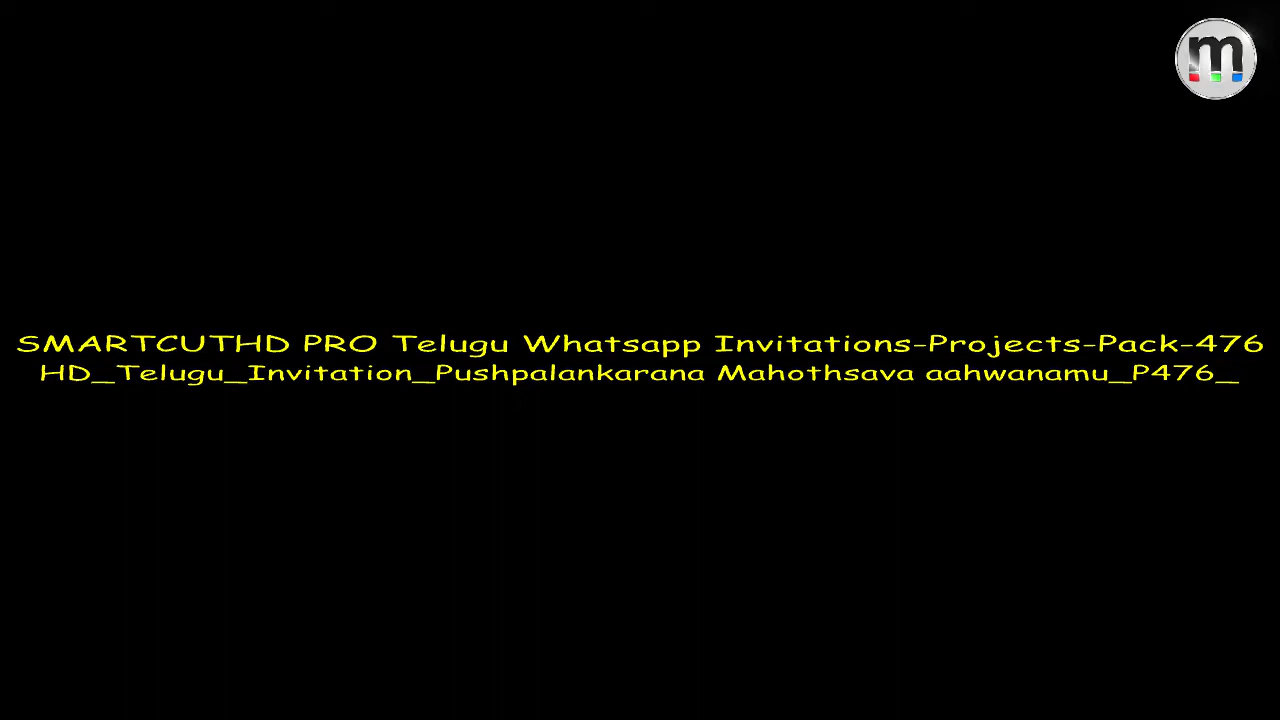 m
SMARTCUTHD PRO Telugu Whatsapp Invitations-Projects-Pack-476
HD_Telugu_Invitation_Pushpalankarana Mahothsava aahwanamu_P476_